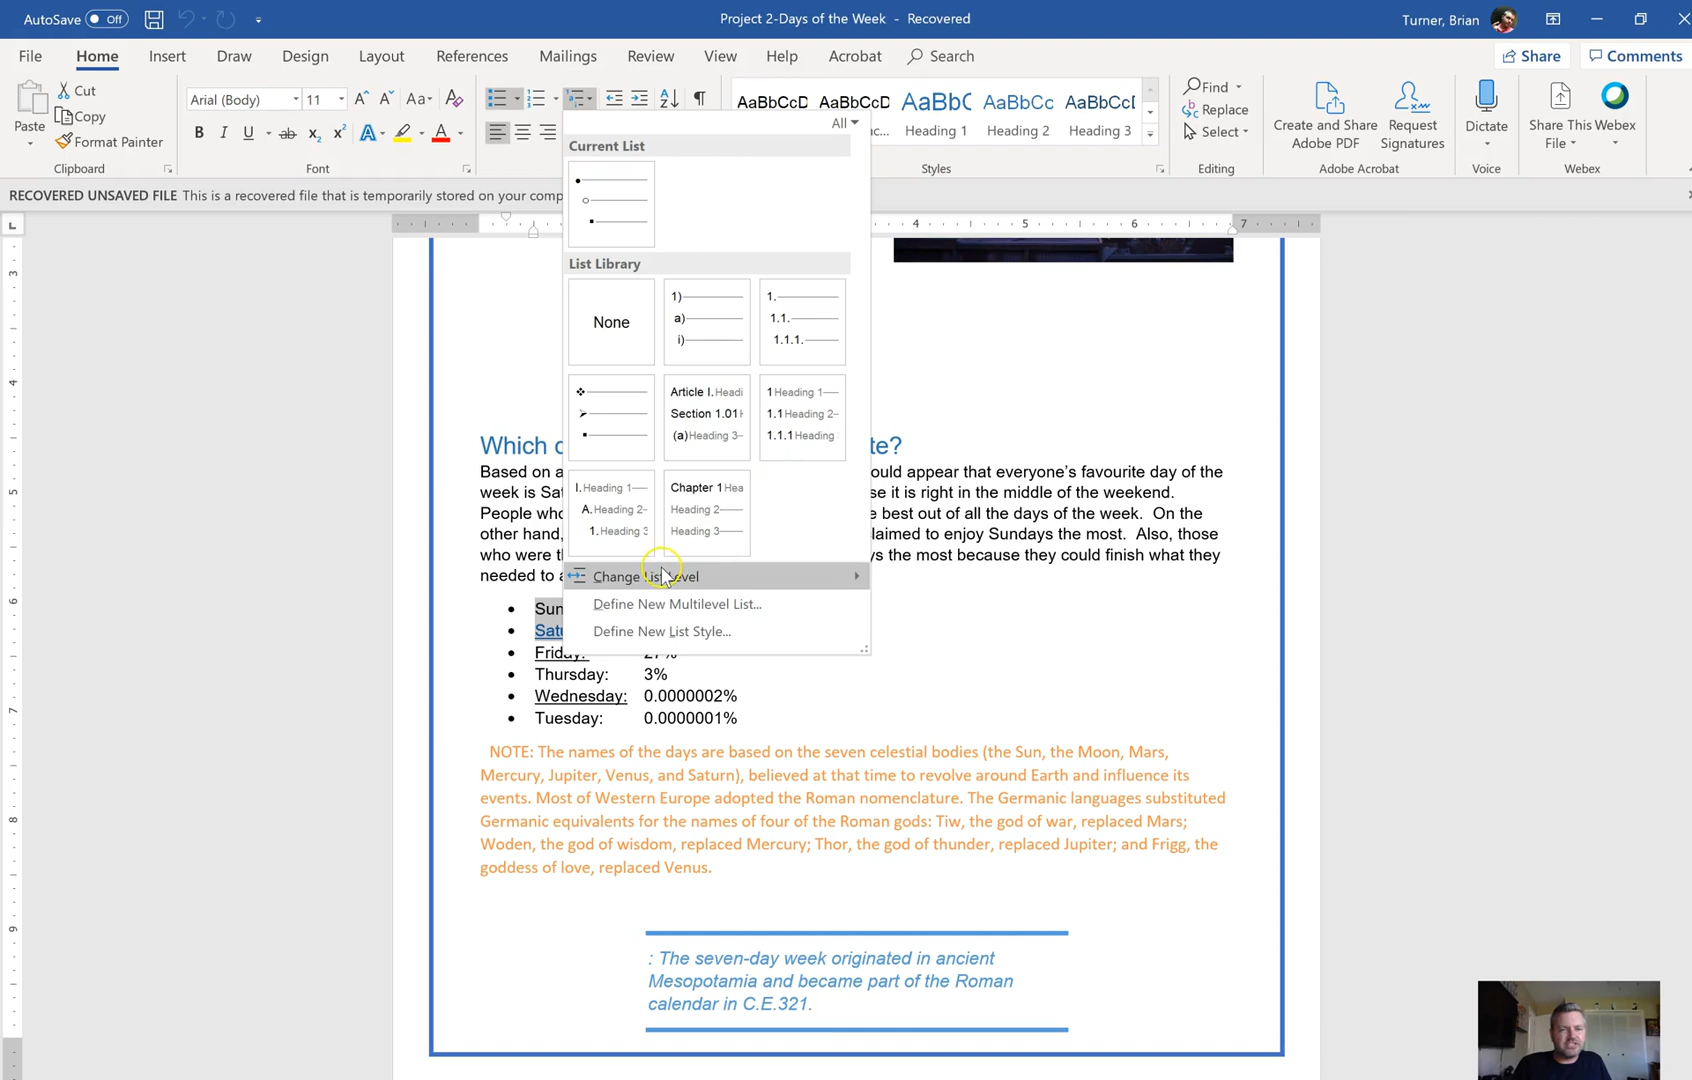 AutoSave Off
Project 2-Days of the Week - Recovered
Turner, Brian
File Home Insert Draw Design Layout References Mailings Review View Help Acrobat Search Share Comments
Paste
Cut
Copy
Format Painter
Clipboard
Arial (Body) 11
Font
AaBbCcD AaBbCcD AaBbC AaBbCc AaBbCcD
Heading 1 Heading 2 Heading 3
Styles
Find
Replace
Select
Editing
Create and Share
Adobe PDF
Request
Signatures
Adobe Acrobat
Dictate
Voice
Share This
File
Webex
Webex
RECOVERED UNSAVED FILE This is a recovered file that is temporarily stored on your comp
All
Current List
List Library
None
1)
a)
i)
1.
1.1.
1.1.1.
Article I. Headi
Section 1.01
(a) Heading 3
1 Heading 1
1.1 Heading 2
1.1.1 Heading
I. Heading 1
A. Heading 2
1. Heading 3
Chapter 1 Hea
Heading 2
Heading 3
Change List Level
Define New Multilevel List...
Define New List Style...
4 5 6 7
3
4
5
6
7
8
9
Which te?
Based on a ould appear that everyone's favourite day of the
week is Sat se it is right in the middle of the weekend.
People who e best out of all the days of the week. On the
other hand, laimed to enjoy Sundays the most. Also, those
who were t ys the most because they could finish what they
needed to a
• Sun
• Satu
• Friday: 27%
• Thursday: 3%
• Wednesday: 0.0000002%
• Tuesday: 0.0000001%
NOTE: The names of the days are based on the seven celestial bodies (the Sun, the Moon, Mars,
Mercury, Jupiter, Venus, and Saturn), believed at that time to revolve around Earth and influence its
events. Most of Western Europe adopted the Roman nomenclature. The Germanic languages substituted
Germanic equivalents for the names of four of the Roman gods: Tiw, the god of war, replaced Mars;
Woden, the god of wisdom, replaced Mercury; Thor, the god of thunder, replaced Jupiter; and Frigg, the
goddess of love, replaced Venus.
: The seven-day week originated in ancient
Mesopotamia and became part of the Roman
calendar in C.E.321.